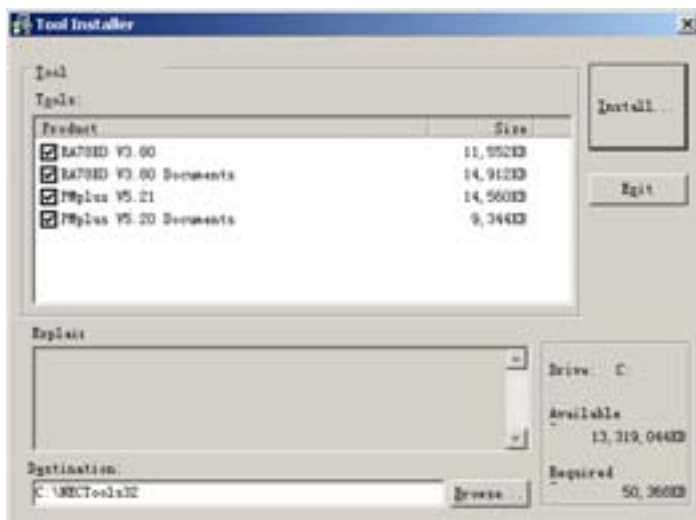 Tool Installer
Tool
Tools:
Product Size
RA78K0 V3.80 11,552KB
RA78K0 V3.80 Documents 14,912KB
PMplus V5.21 14,560KB
PMplus V5.20 Documents 9,344KB
Install...
Exit
Explain
Drive: C:
Available
13,319,044KB
Required
50,368KB
Destination:
C:\NECTools32
Browse...